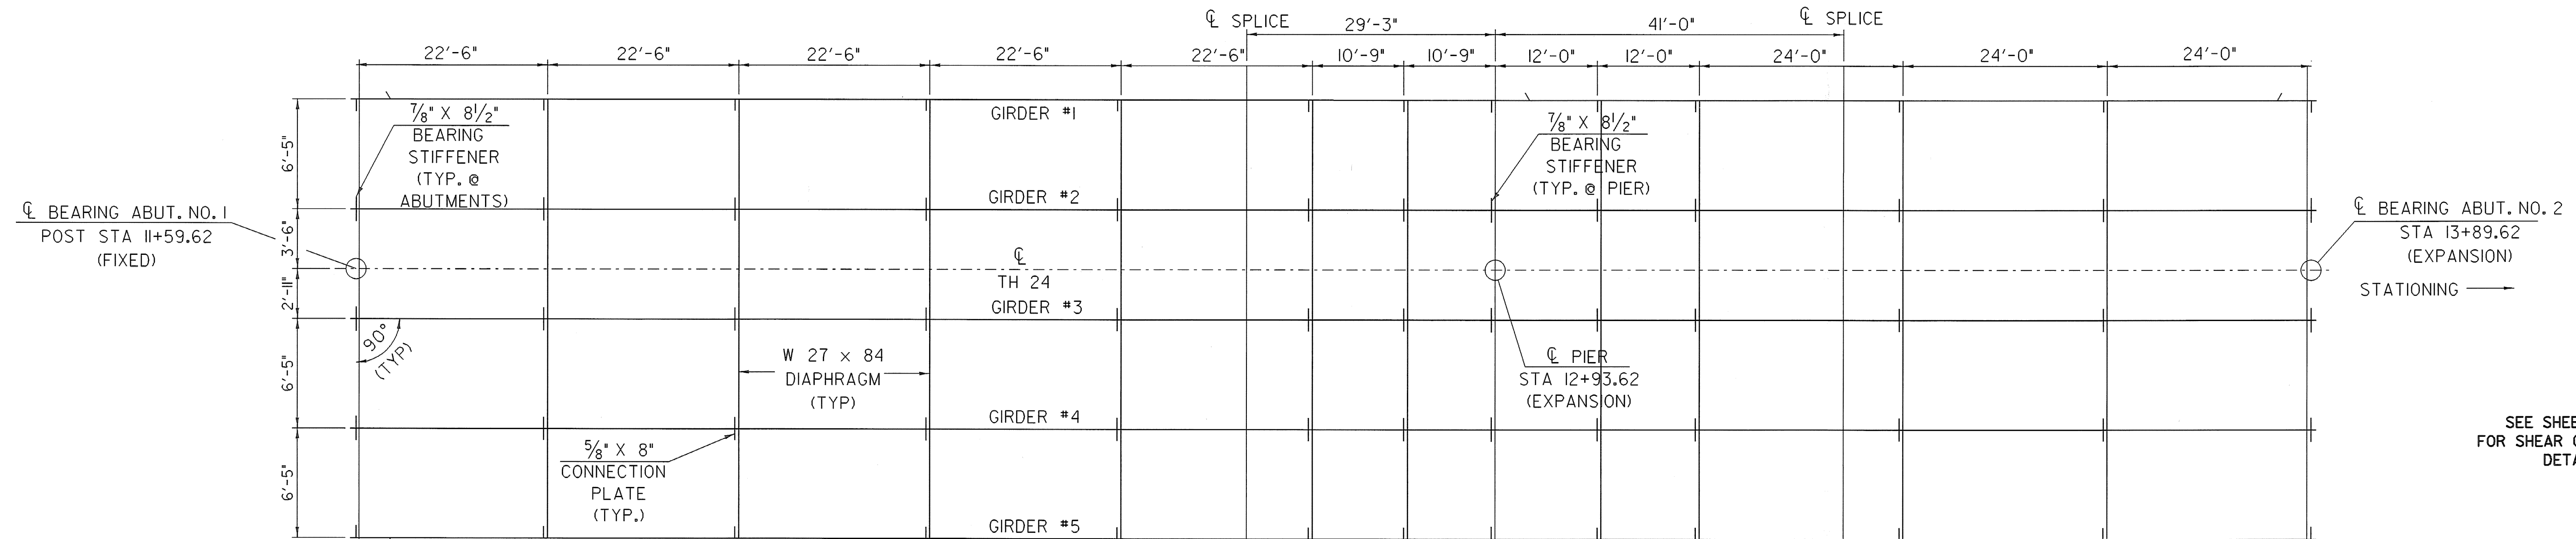 ℄ SPLICE
29'-3"
41'-0"
℄ SPLICE
22'-6"
22'-6"
22'-6"
22'-6"
22'-6"
10'-9"
10'-9"
12'-0"
12'-0"
24'-0"
24'-0"
24'-0"
6'-5"
3'-6"
2'-11"
6'-5"
6'-5"
7/8" X 8 1/2"
BEARING
STIFFENER
(TYP. @
ABUTMENTS)
GIRDER #1
7/8" X 8 1/2"
BEARING
STIFFENER
(TYP. @ PIER)
GIRDER #2
℄ BEARING ABUT. NO. 1
POST STA 11+59.62
(FIXED)
℄
TH 24
GIRDER #3
℄ BEARING ABUT. NO. 2
STA 13+89.62
(EXPANSION)
STATIONING
90°
(TYP)
W 27 x 84
DIAPHRAGM
(TYP)
℄ PIER
STA 12+93.62
(EXPANSION)
GIRDER #4
5/8" X 8"
CONNECTION
PLATE
(TYP.)
GIRDER #5
SEE
FOR SHEAR